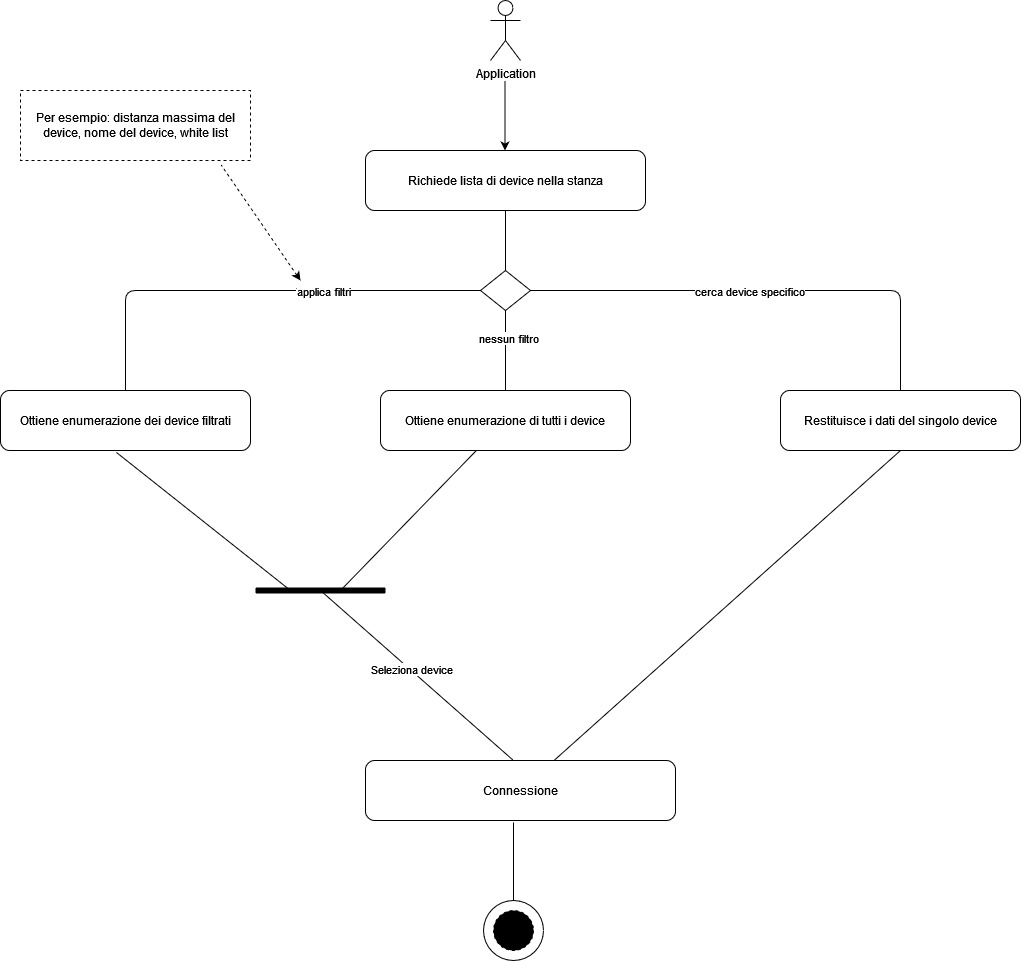 Application
Per esempio: distanza massima del
device, nome del device, white list
Richiede lista di device nella stanza
applica filtri
cerca device specifico
nessun filtro
Ottiene enumerazione dei device filtrati
Ottiene enumerazione di tutti i device
Restituisce i dati del singolo device
Seleziona device
Connessione